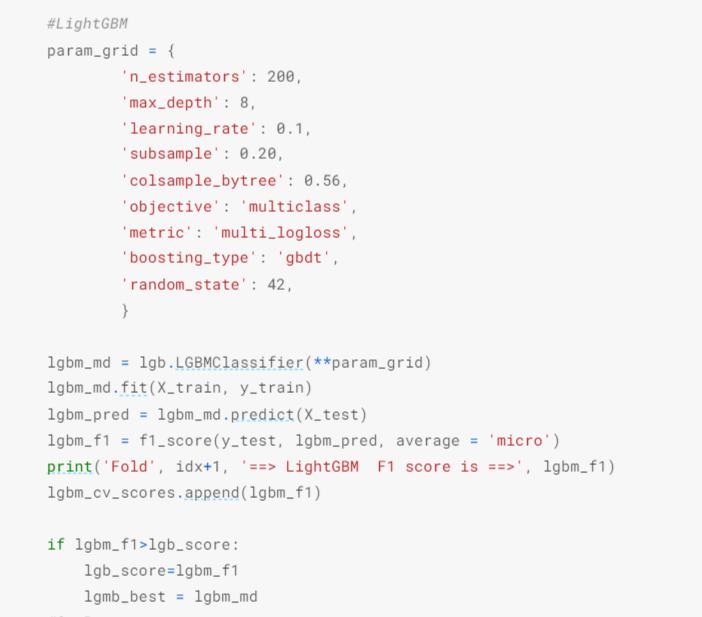 #LightGBM
param_grid = {
'n_estimators': 200,
'max_depth': 8,
'learning_rate': 0.1,
'subsample': 0.20,
'colsample_bytree': 0.56,
'objective': 'multiclass',
'metric': 'multi_logloss',
'boosting_type': 'gbdt',
'random_state': 42,
}
lgbm_md = lgb.LGBMClassifier(**param_grid)
lgbm_md.fit(X_train, y_train)
lgbm_pred = lgbm_md.predict(X_test)
lgbm_f1 = f1_score(y_test, lgbm_pred, average = 'micro')
print('Fold', idx+1, '==> LightGBM  F1 score is ==>', lgbm_f1)
lgbm_cv_scores.append(lgbm_f1)
if lgbm_f1>lgb_score:
lgb_score=lgbm_f1
lgmb_best = lgbm_md